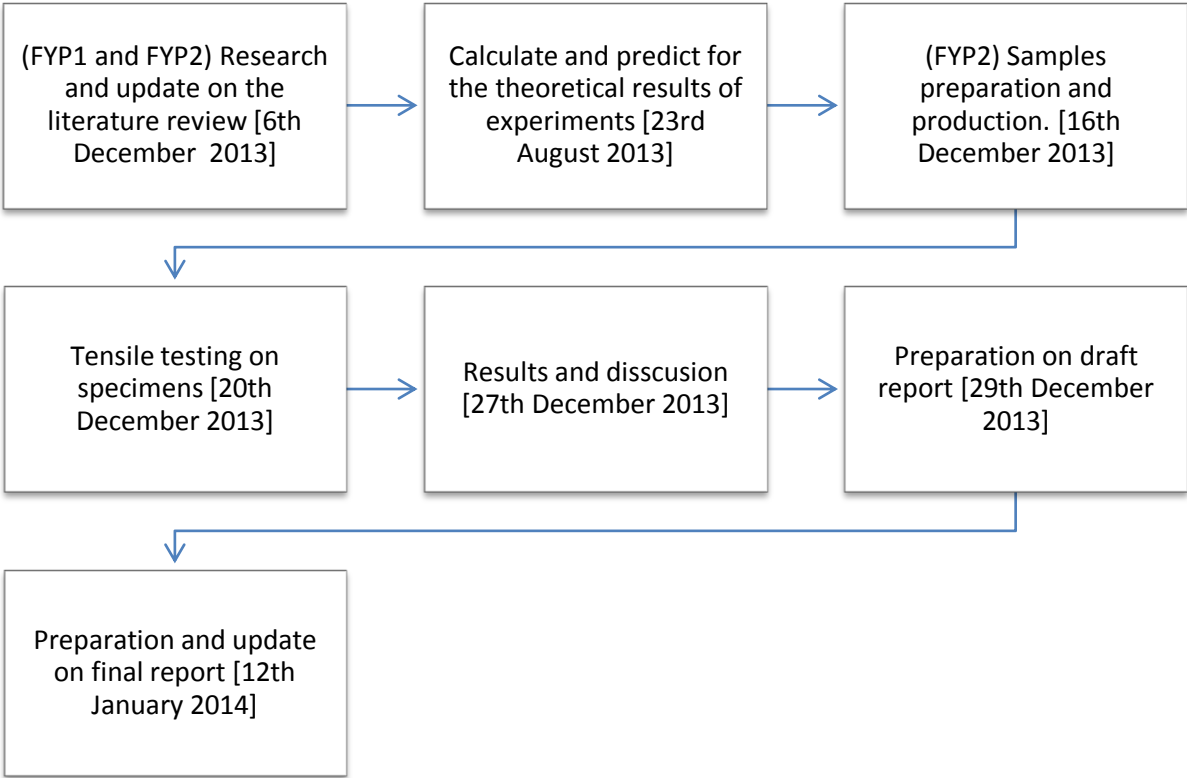 (FYP1 and FYP2) Research
and update on the
literature review [6th
December  2013]
Calculate and predict for
the theoretical results of
experiments [23rd
August 2013]
(FYP2) Samples
preparation and
production. [16th
December 2013]
Tensile testing on
specimens [20th
December 2013]
Results and disscusion
[27th December 2013]
Preparation on draft
report [29th December
2013]
Preparation and update
on final report [12th
January 2014]